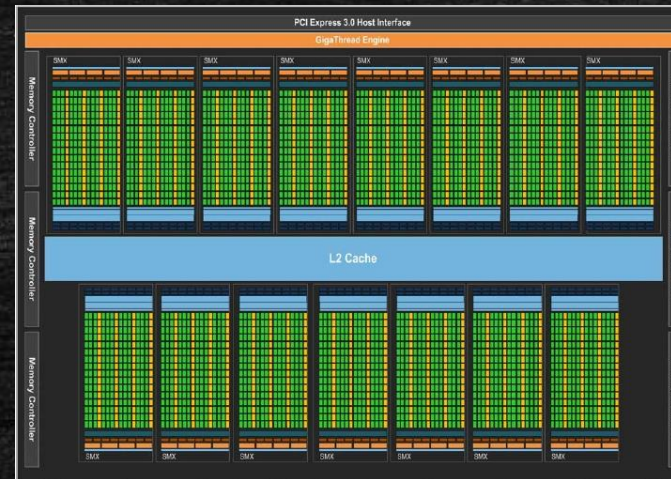 PCI Express 3.0 Host Interface
GigaThread Engine
SMX SMX SMX SMX SMX SMX SMX SMX
Memory Controller
Memory Controller
L2 Cache
Memory Controller
SMX SMX SMX SMX SMX SMX SMX